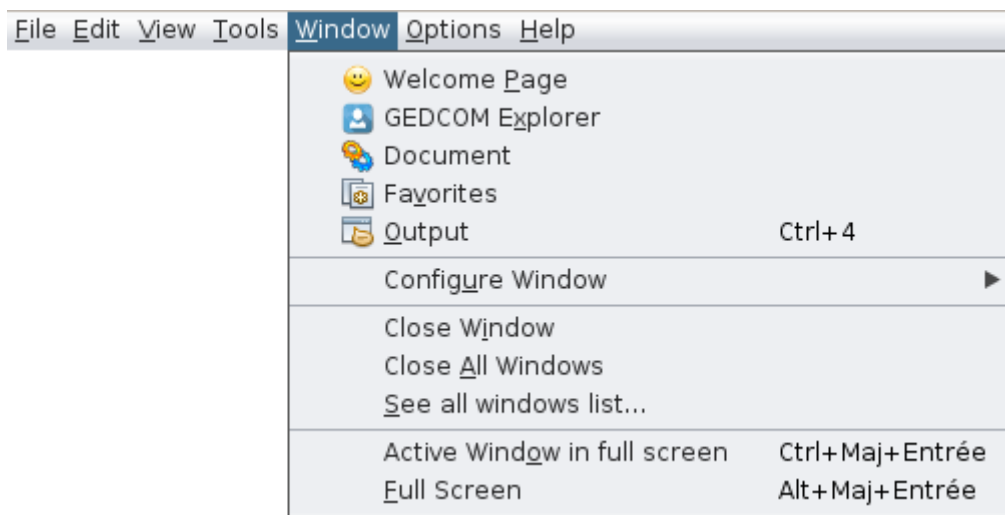 File Edit View Tools Window Options Help
Welcome Page
GEDCOM Explorer
Document
Favorites
Output Ctrl+4
Configure Window
Close Window
Close All Windows
See all windows list...
Active Window in full screen Ctrl+Maj+Entrée
Full Screen Alt+Maj+Entrée